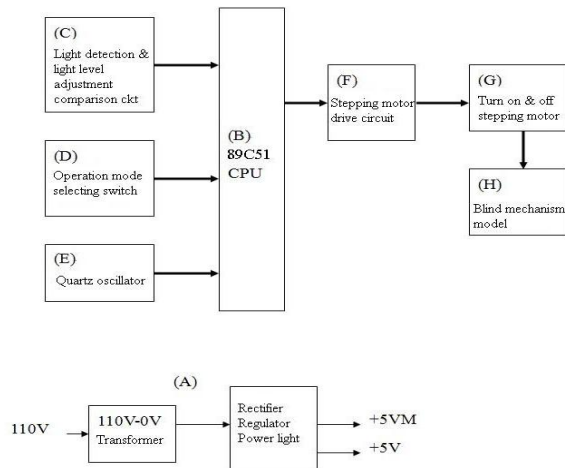 (C)
Light detection &
light level
adjustment
comparison ckt
(D)
Operation mode
selecting switch
(E)
Quartz oscillator
(B)
89C51
CPU
(F)
Stepping motor
drive circuit
(G)
Turn on & off
stepping motor
(H)
Blind mechanism
model
(A)
110V
110V-0V
Transformer
Rectifier
Regulator
Power light
+5VM
+5V